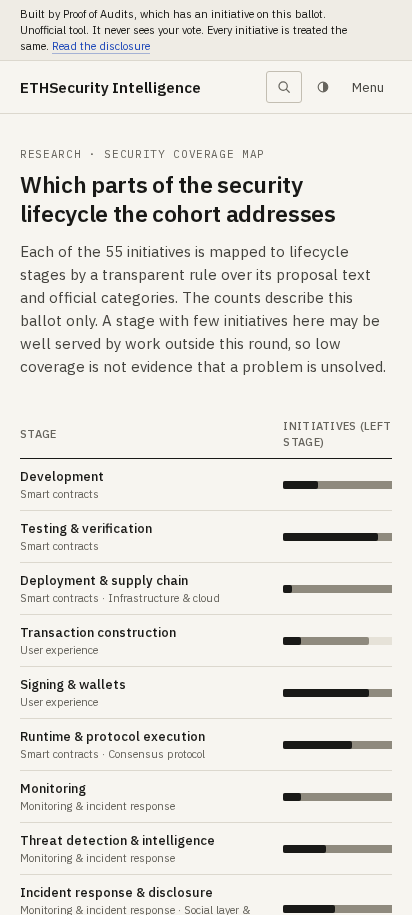 Built by Proof of Audits, which has an initiative on this ballot.
Unofficial tool. It never sees your vote. Every initiative is treated the
same. Read the disclosure
ETHSecurity Intelligence
Menu
RESEARCH · SECURITY COVERAGE MAP
Which parts of the security
lifecycle the cohort addresses
Each of the 55 initiatives is mapped to lifecycle
stages by a transparent rule over its proposal text
and official categories. The counts describe this
ballot only. A stage with few initiatives here may be
well served by work outside this round, so low
coverage is not evidence that a problem is unsolved.
STAGE
INITIATIVES (LEFT
STAGE)
Development
Smart contracts
Testing & verification
Smart contracts
Deployment & supply chain
Smart contracts · Infrastructure & cloud
Transaction construction
User experience
Signing & wallets
User experience
Runtime & protocol execution
Smart contracts · Consensus protocol
Monitoring
Monitoring & incident response
Threat detection & intelligence
Monitoring & incident response
Incident response & disclosure
Monitoring & incident response · Social layer &